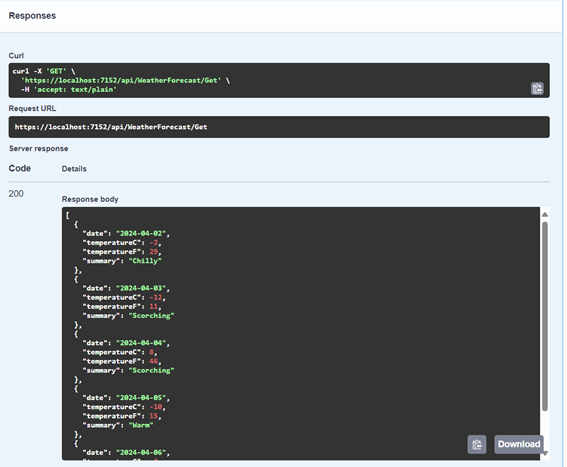 Responses
Curl
curl -X 'GET' \
'https://localhost:7152/api/WeatherForecast/Get' \
-H 'accept: text/plain'
Request URL
https://localhost:7152/api/WeatherForecast/Get
Server response
Code Details
200
Response body
[
{
"date": "2024-04-02",
"temperatureC": -2,
"temperatureF": 29,
"summary": "Chilly"
},
{
"date": "2024-04-03",
"temperatureC": -12,
"temperatureF": 11,
"summary": "Scorching"
},
{
"date": "2024-04-04",
"temperatureC": 8,
"temperatureF": 46,
"summary": "Scorching"
},
{
"date": "2024-04-05",
"temperatureC": -10,
"temperatureF": 15,
"summary": "Warm"
},
{
"date": "2024-04-06",
Download